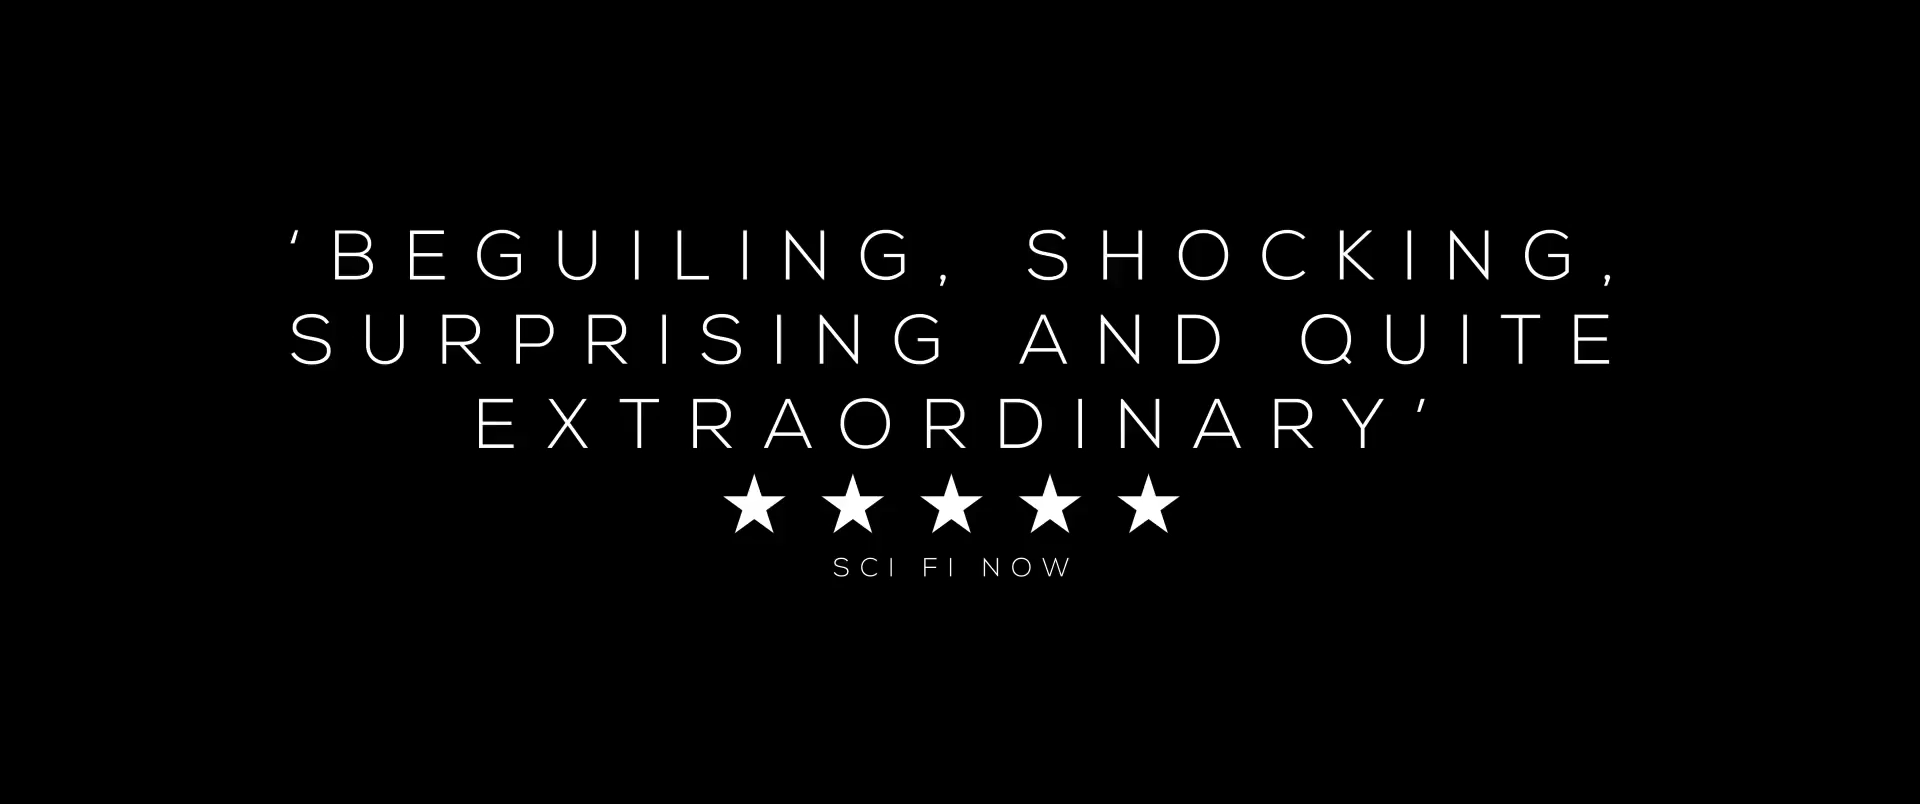 ‘BEGUILING, SHOCKING,
SURPRISING AND QUITE
EXTRAORDINARY’
★★★★★
SCI FI NOW